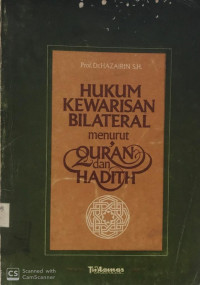 Prof. Dr. HAZAIRIN S.H.
HUKUM
KEWARISAN
BILATERAL
menurut
QUR'AN
dan
HADITH
Tintamas
CS Scanned with
CamScanner